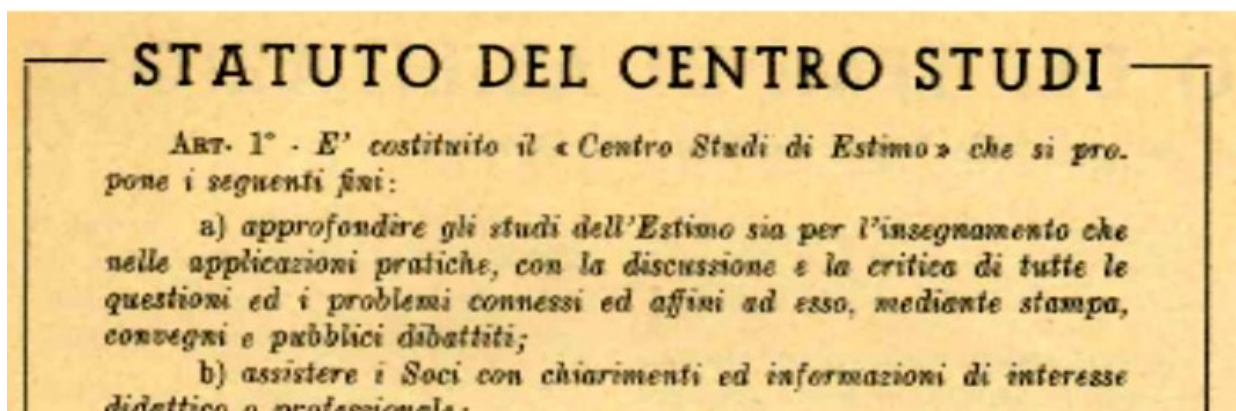 STATUTO DEL CENTRO STUDI
ART. 1° - E' costituito il « Centro Studi di Estimo » che si pro-
pone i seguenti fini:
a) approfondire gli studi dell'Estimo sia per l'insegnamento che
nelle applicazioni pratiche, con la discussione e la critica di tutte le
questioni ed i problemi connessi ed affini ad esso, mediante stampa,
convegni e pubblici dibattiti;
b) assistere i Soci con chiarimenti ed informazioni di interesse
didattico o professionale;